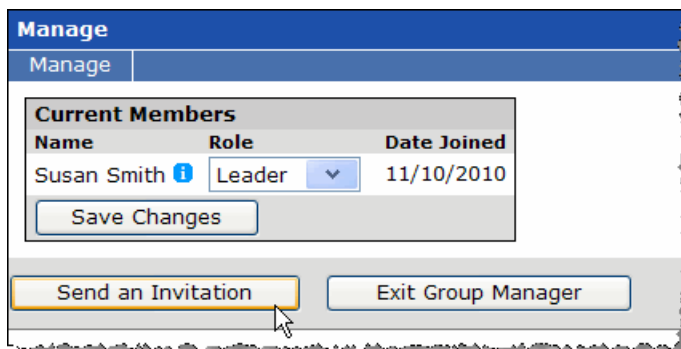 Manage
Manage
Current Members
Name Role Date Joined
Susan Smith i Leader 11/10/2010
Save Changes
Send an Invitation Exit Group Manager